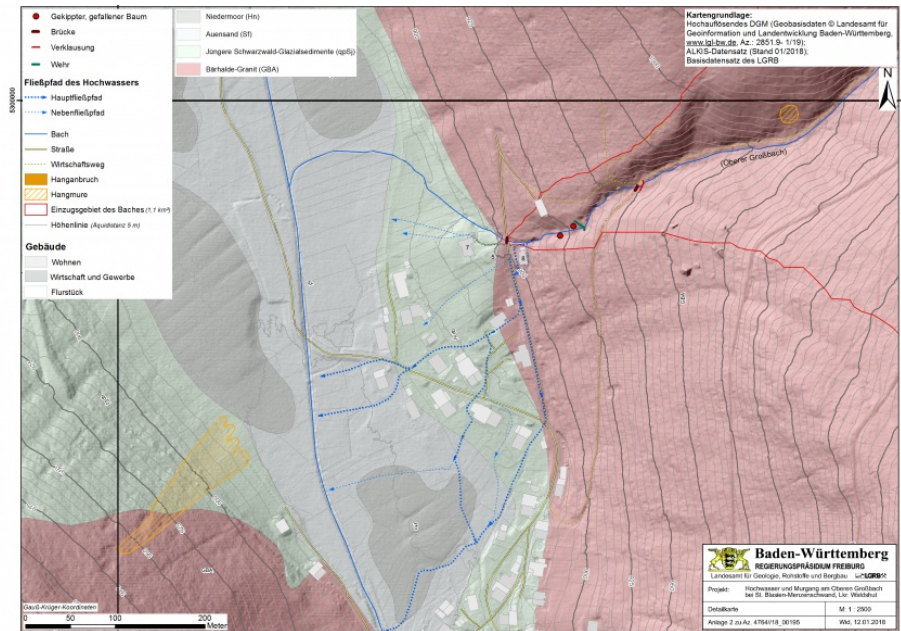 Gekippter, gefallener Baum
Brücke
Verklausung
Wehr
Fließpfad des Hochwassers
Hauptfließpfad
Nebenfließpfad
Bach
Straße
Wirtschaftsweg
Hanganbruch
Hangmure
Einzugsgebiet des Baches (1,1 km²)
Höhenlinie (Äquidistanz 5 m)
Gebäude
Wohnen
Wirtschaft und Gewerbe
Flurstück
Niedermoor (Hn)
Auensand (Sf)
Jüngere Schwarzwald-Glazialsedimente (qpSj)
Bärhalde-Granit (GBA)
Kartengrundlage:
Hochauflösendes DGM (Geobasisdaten © Landesamt für
Geoinformation und Landentwicklung Baden-Württemberg,
www.lgl-bw.de, Az.: 2851.9- 1/19);
ALKIS-Datensatz (Stand 01/2018);
Basisdatensatz des LGRB
N
5300000
(Oberer Großbach)
7
8
GBA
GBA
Gauß-Krüger-Koordinaten
0 50 100 200
Meter
Baden-Württemberg
REGIERUNGSPRÄSIDIUM FREIBURG
Landesamt für Geologie, Rohstoffe und Bergbau LGRB
Projekt: Hochwasser und Murgang am Oberen Großbach
bei St. Blasien-Menzenschwand, Lkr. Waldshut
Detailkarte M. 1 : 2500
Anlage 2 zu Az. 4764//18_00195 Wld, 12.01.2018